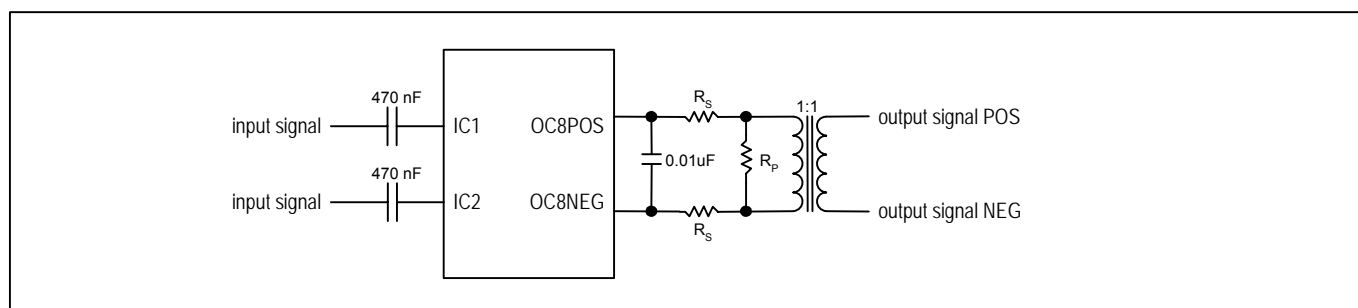 470 nF
input signal
IC1
470 nF
input signal
IC2
OC8POS
OC8NEG
0.01uF
R_S
R_P
R_S
1:1
output signal POS
output signal NEG